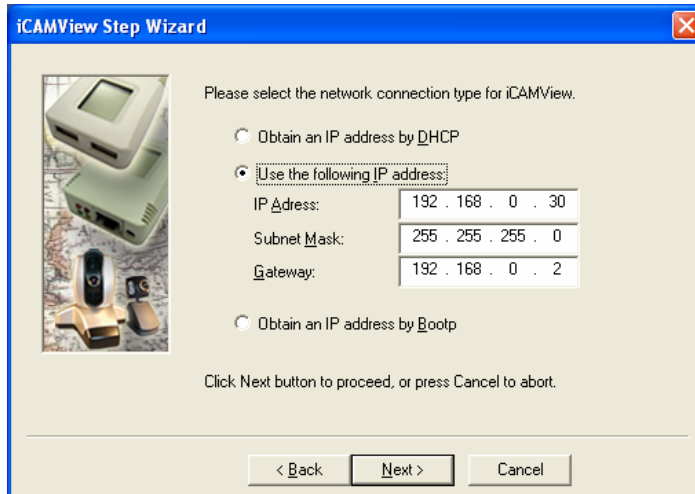 iCAMView Step Wizard
Please select the network connection type for iCAMView.
Obtain an IP address by DHCP
Use the following IP address:
IP Adress: 192 . 168 . 0 . 30
Subnet Mask: 255 . 255 . 255 . 0
Gateway: 192 . 168 . 0 . 2
Obtain an IP address by Bootp
Click Next button to proceed, or press Cancel to abort.
< Back Next > Cancel